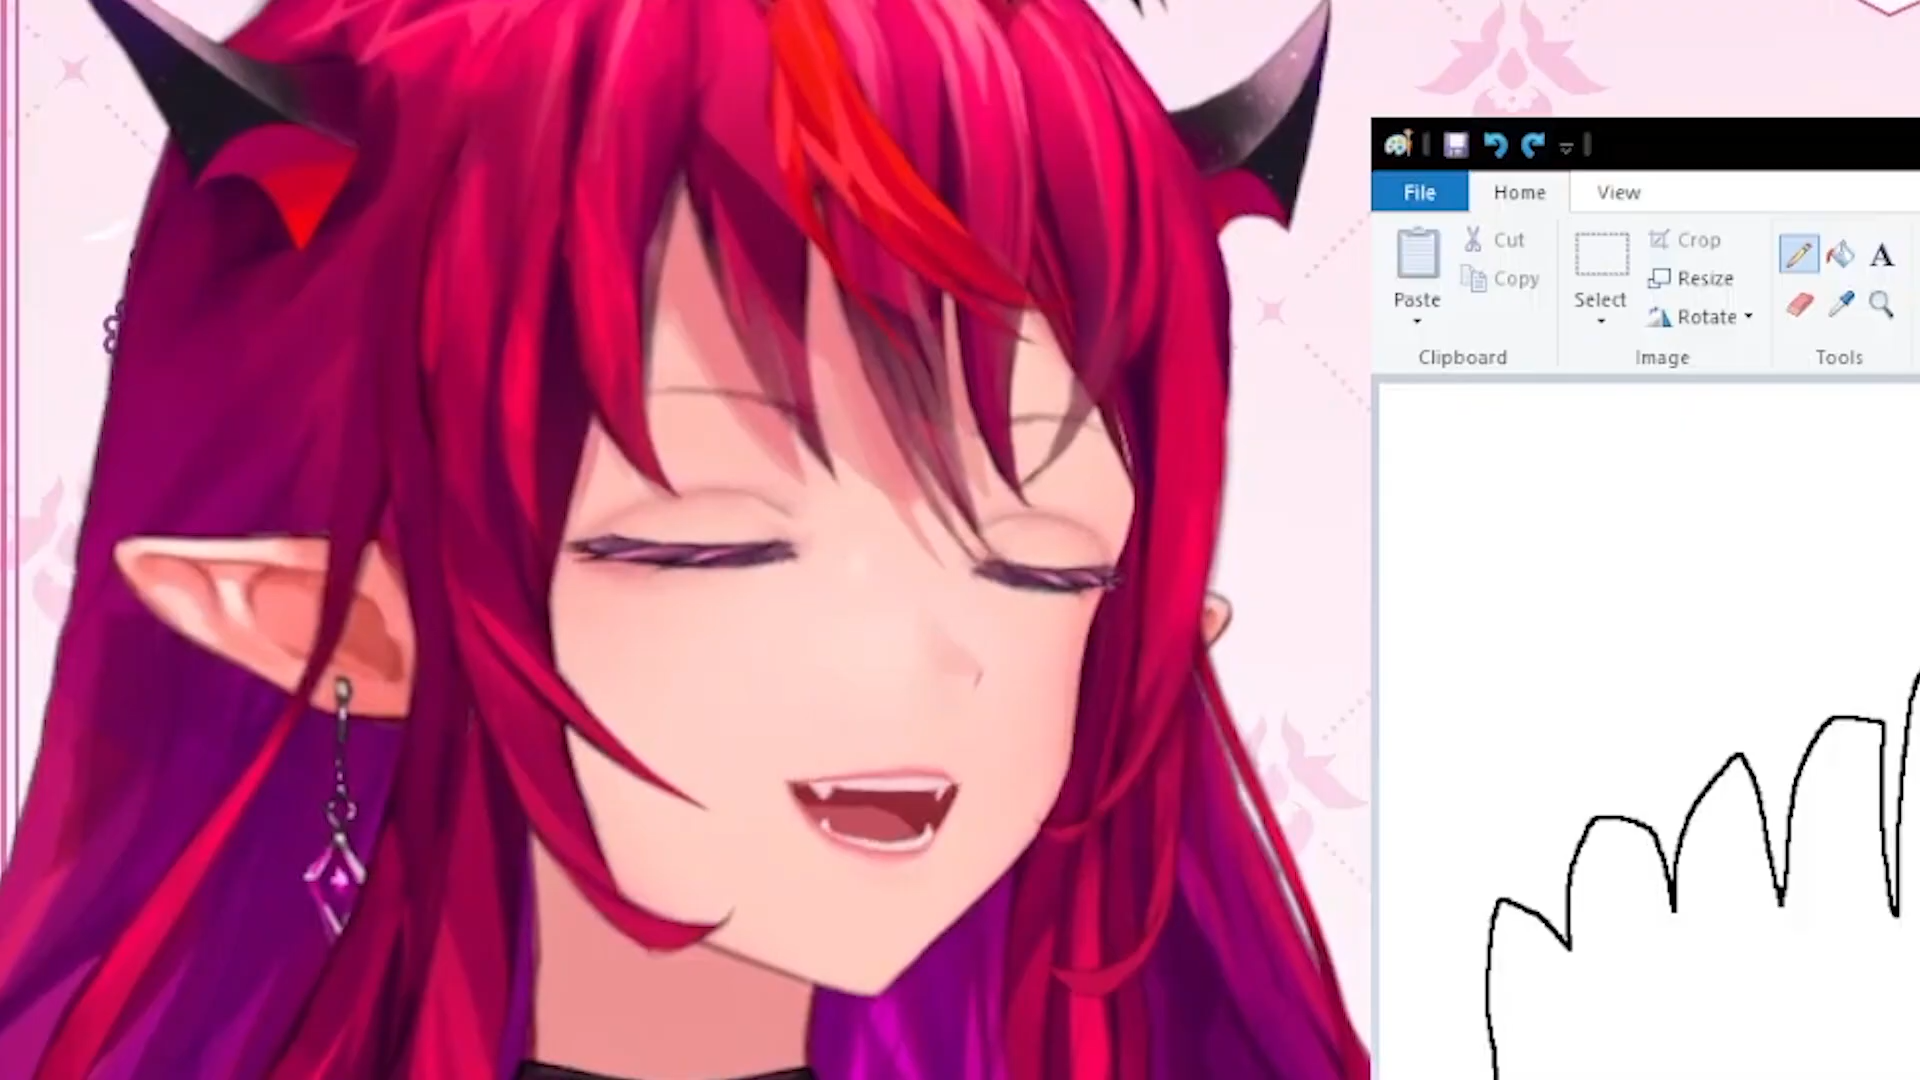 File Home View
Paste
Cut
Copy
Clipboard
Select
Crop
Resize
Rotate
Image
A
Tools